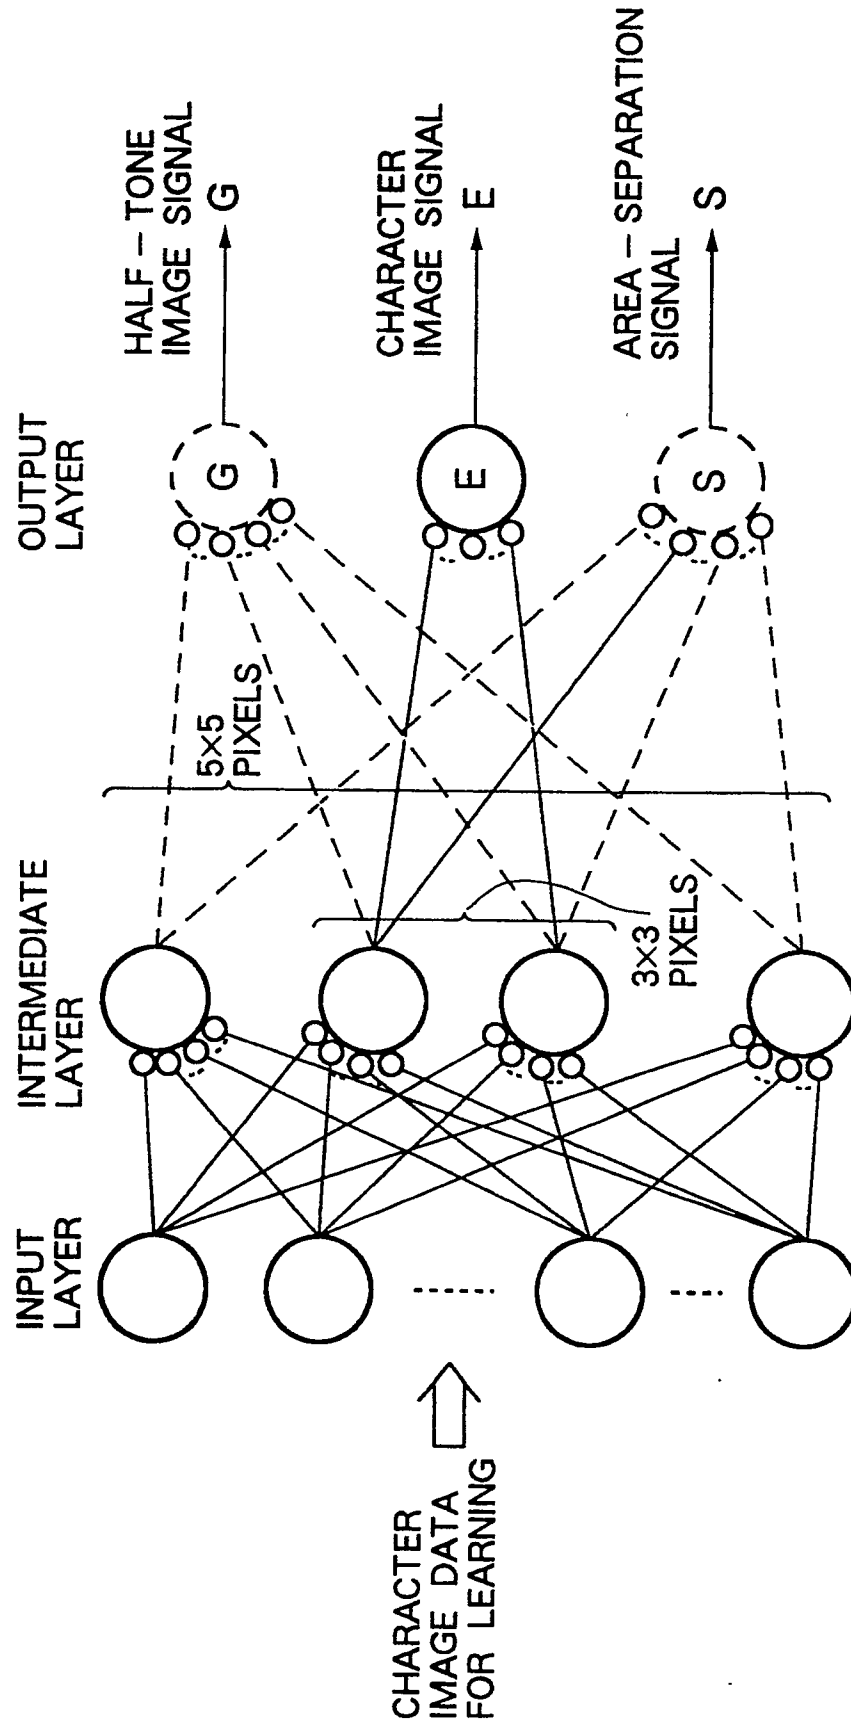 INPUT
LAYER
INTERMEDIATE
LAYER
OUTPUT
LAYER
HALF – TONE
IMAGE SIGNAL
G
G
5×5
PIXELS
CHARACTER
IMAGE DATA
FOR LEARNING
CHARACTER
IMAGE SIGNAL
E
E
3×3
PIXELS
AREA – SEPARATION
SIGNAL
S
S